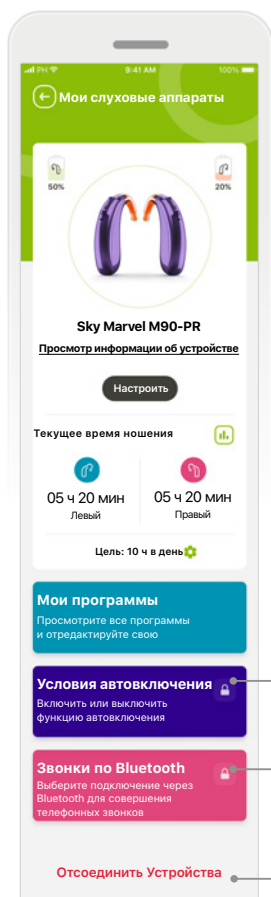 PH 9:41 AM 100%
Мои слуховые аппараты
50% 20%
Sky Marvel M90-PR
Просмотр информации об устройстве
Настроить
Текущее время ношения
05 ч 20 мин 05 ч 20 мин
Левый Правый
Цель: 10 ч в день
Мои программы
Просмотрите все программы
и отредактируйте свою
Условия автовключения
Включить или выключить
функцию автовключения
Звонки по Bluetooth
Выберите подключение через
Bluetooth для совершения
телефонных звонков
Отсоединить Устройства